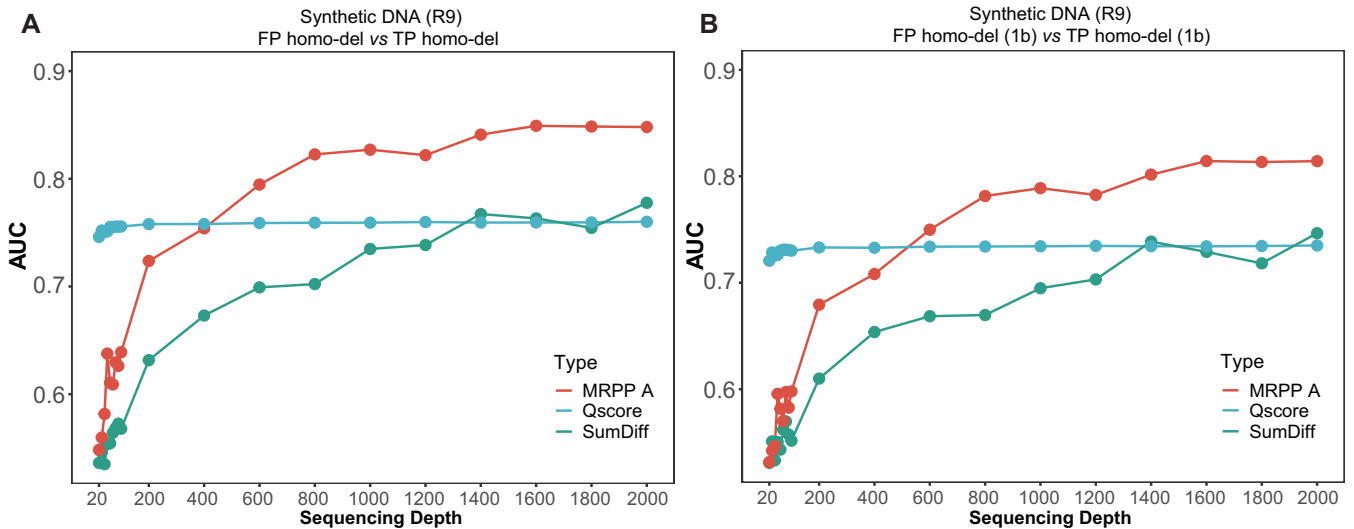 A
Synthetic DNA (R9)
FP homo-del vs TP homo-del
AUC
0.9
0.8
0.7
0.6
Type
MRPP A
Qscore
SumDiff
20 200 400 600 800 1000 1200 1400 1600 1800 2000
Sequencing Depth
B
Synthetic DNA (R9)
FP homo-del (1b) vs TP homo-del (1b)
AUC
0.9
0.8
0.7
0.6
Type
MRPP A
Qscore
SumDiff
20 200 400 600 800 1000 1200 1400 1600 1800 2000
Sequencing Depth